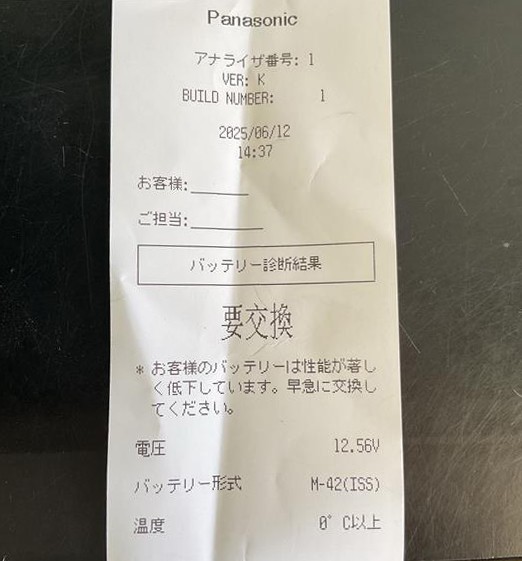 Panasonic
アナライザ番号: 1
VER: K
BUILD NUMBER: 1
2025/06/12
14:37
お客様:______
ご担当:________
バッテリー診断結果
要交換
* お客様のバッテリーは性能が著し
く低下しています。早急に交換し
てください。
電圧 12.56V
バッテリー形式 M-42(ISS)
温度 0° C以上